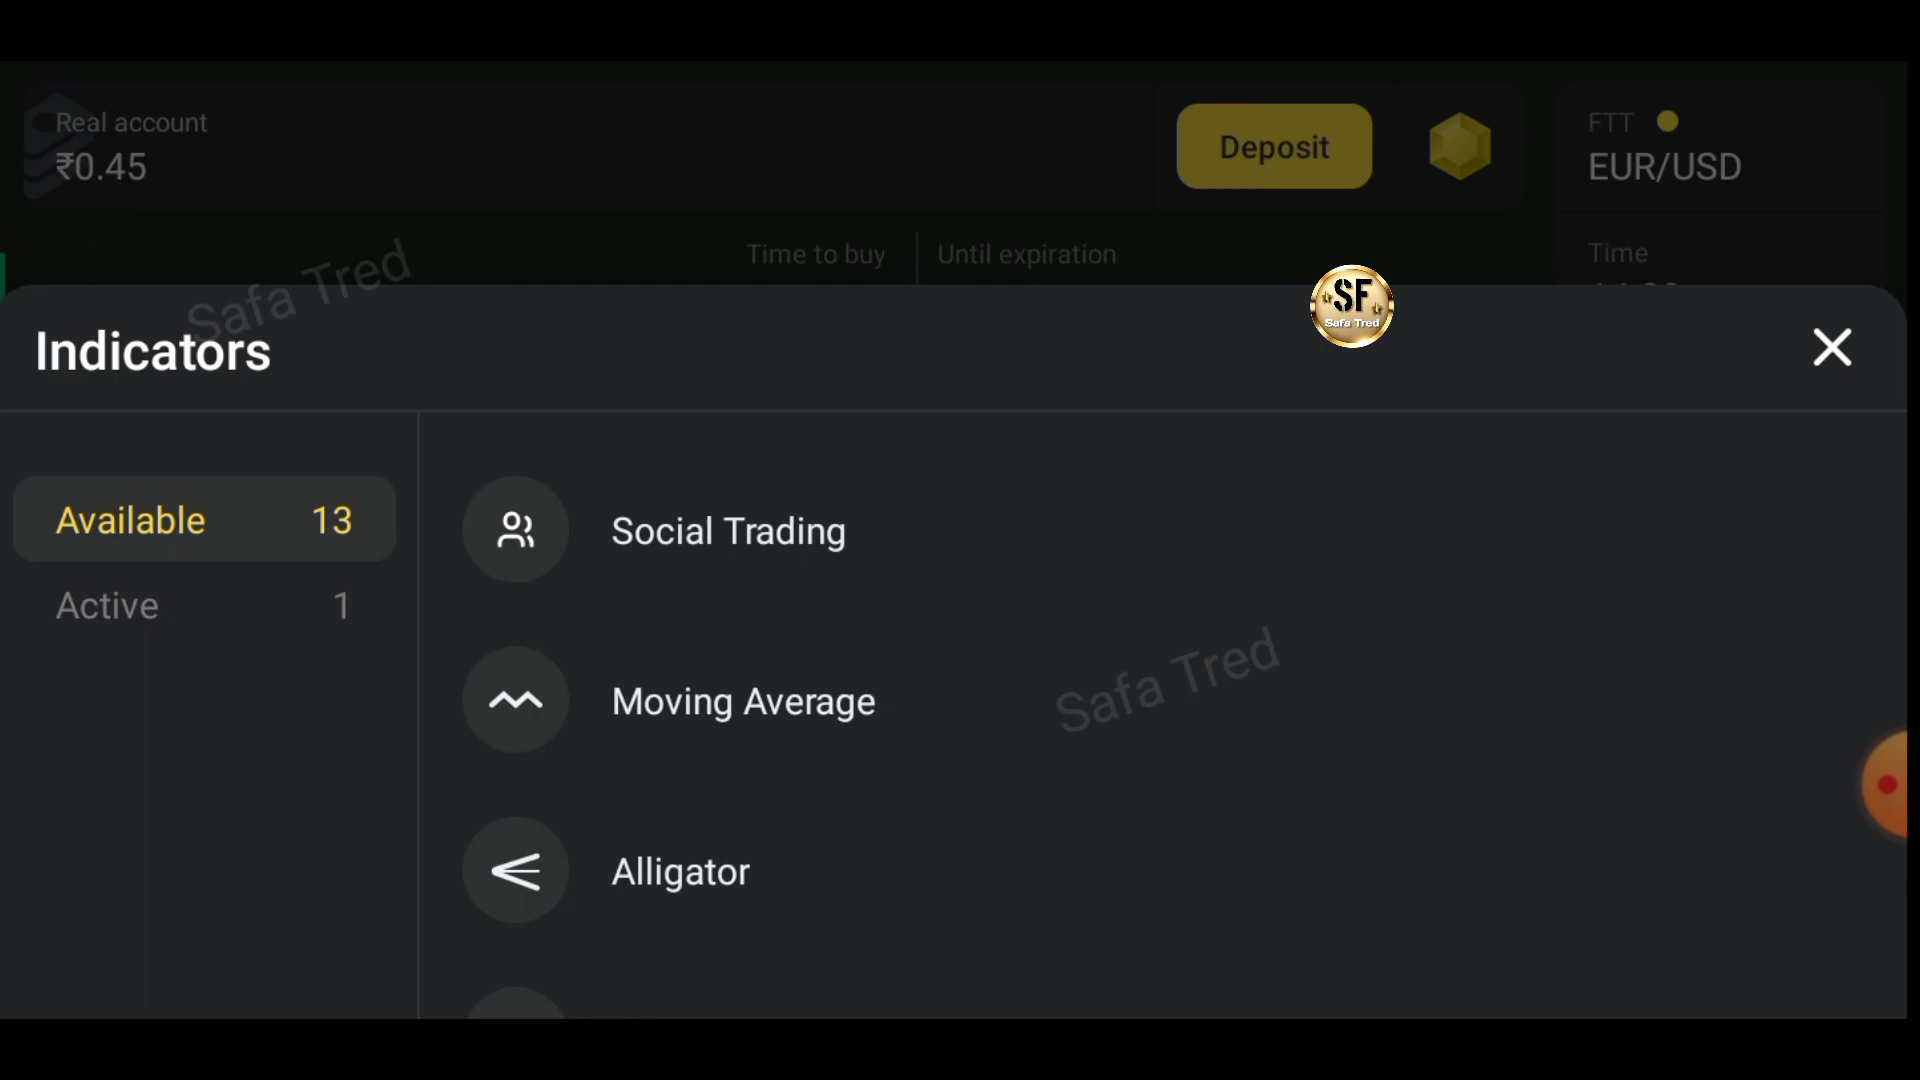 Real account
₹0.45
Deposit
FTT
EUR/USD
Time to buy
Until expiration
Time
Safa Tred
SF
Safa Tred
Indicators
Available 13
Active 1
Social Trading
Moving Average
Safa Tred
Alligator